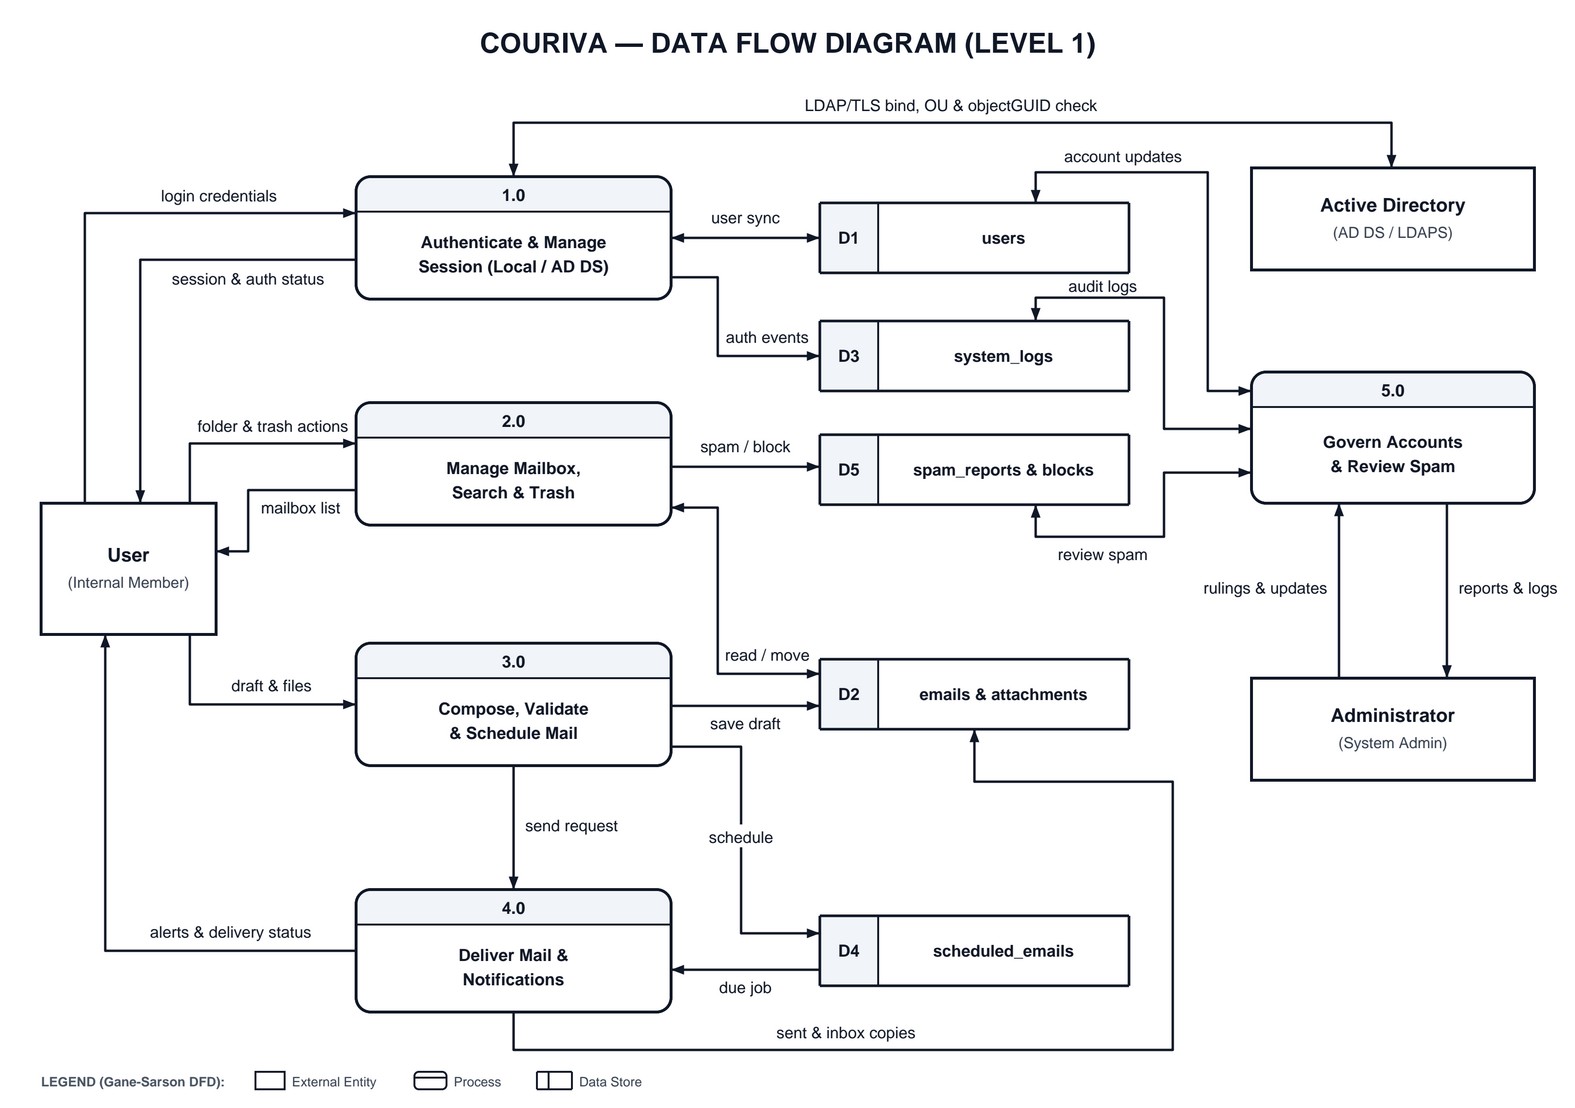 COURIVA — DATA FLOW DIAGRAM (LEVEL 1)
LDAP/TLS bind, OU & objectGUID check
account updates
login credentials
1.0
Authenticate & Manage
Session (Local / AD DS)
session & auth status
user sync
D1
users
Active Directory
(AD DS / LDAPS)
audit logs
auth events
D3
system_logs
5.0
Govern Accounts
& Review Spam
folder & trash actions
2.0
Manage Mailbox,
Search & Trash
mailbox list
spam / block
D5
spam_reports & blocks
review spam
User
(Internal Member)
rulings & updates
reports & logs
read / move
3.0
Compose, Validate
& Schedule Mail
draft & files
D2
emails & attachments
save draft
Administrator
(System Admin)
send request
schedule
4.0
Deliver Mail &
Notifications
alerts & delivery status
D4
scheduled_emails
due job
sent & inbox copies
LEGEND (Gane-Sarson DFD):
External Entity
Process
Data Store